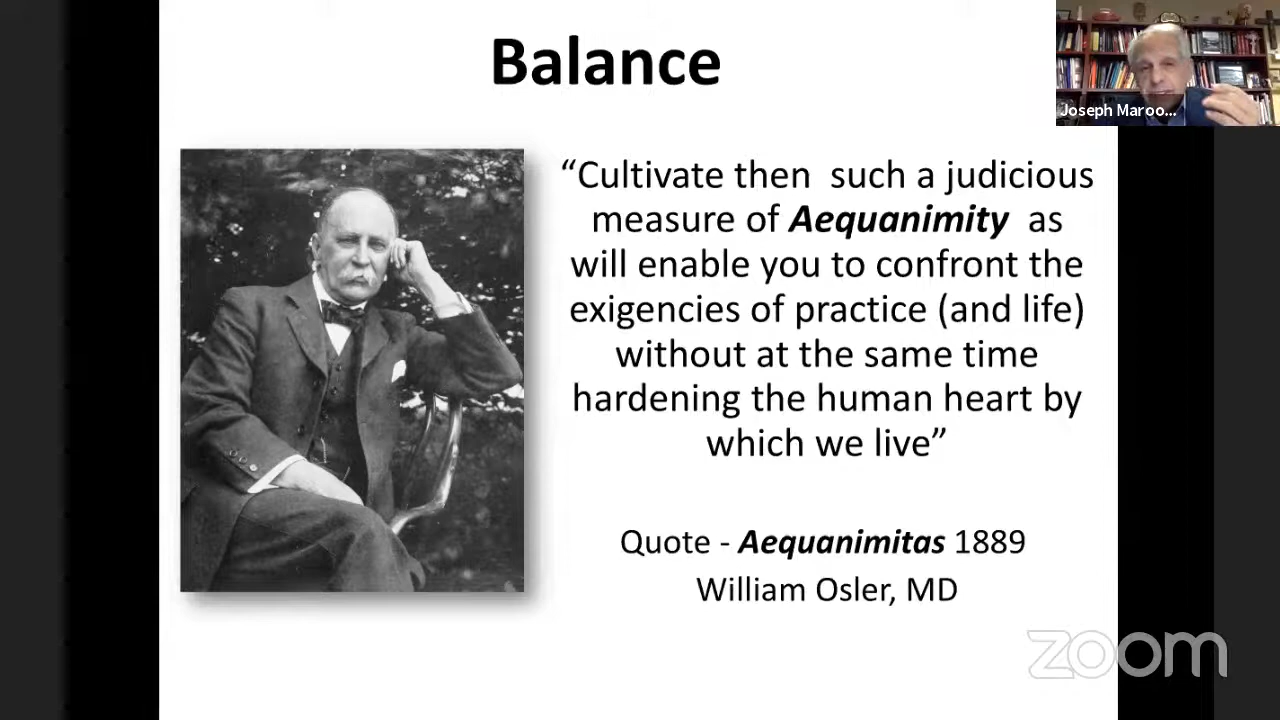 Balance
Joseph Maroo...
“Cultivate then such a judicious
measure of Aequanimity as
will enable you to confront the
exigencies of practice (and life)
without at the same time
hardening the human heart by
which we live”
Quote - Aequanimitas 1889
William Osler, MD
zoom